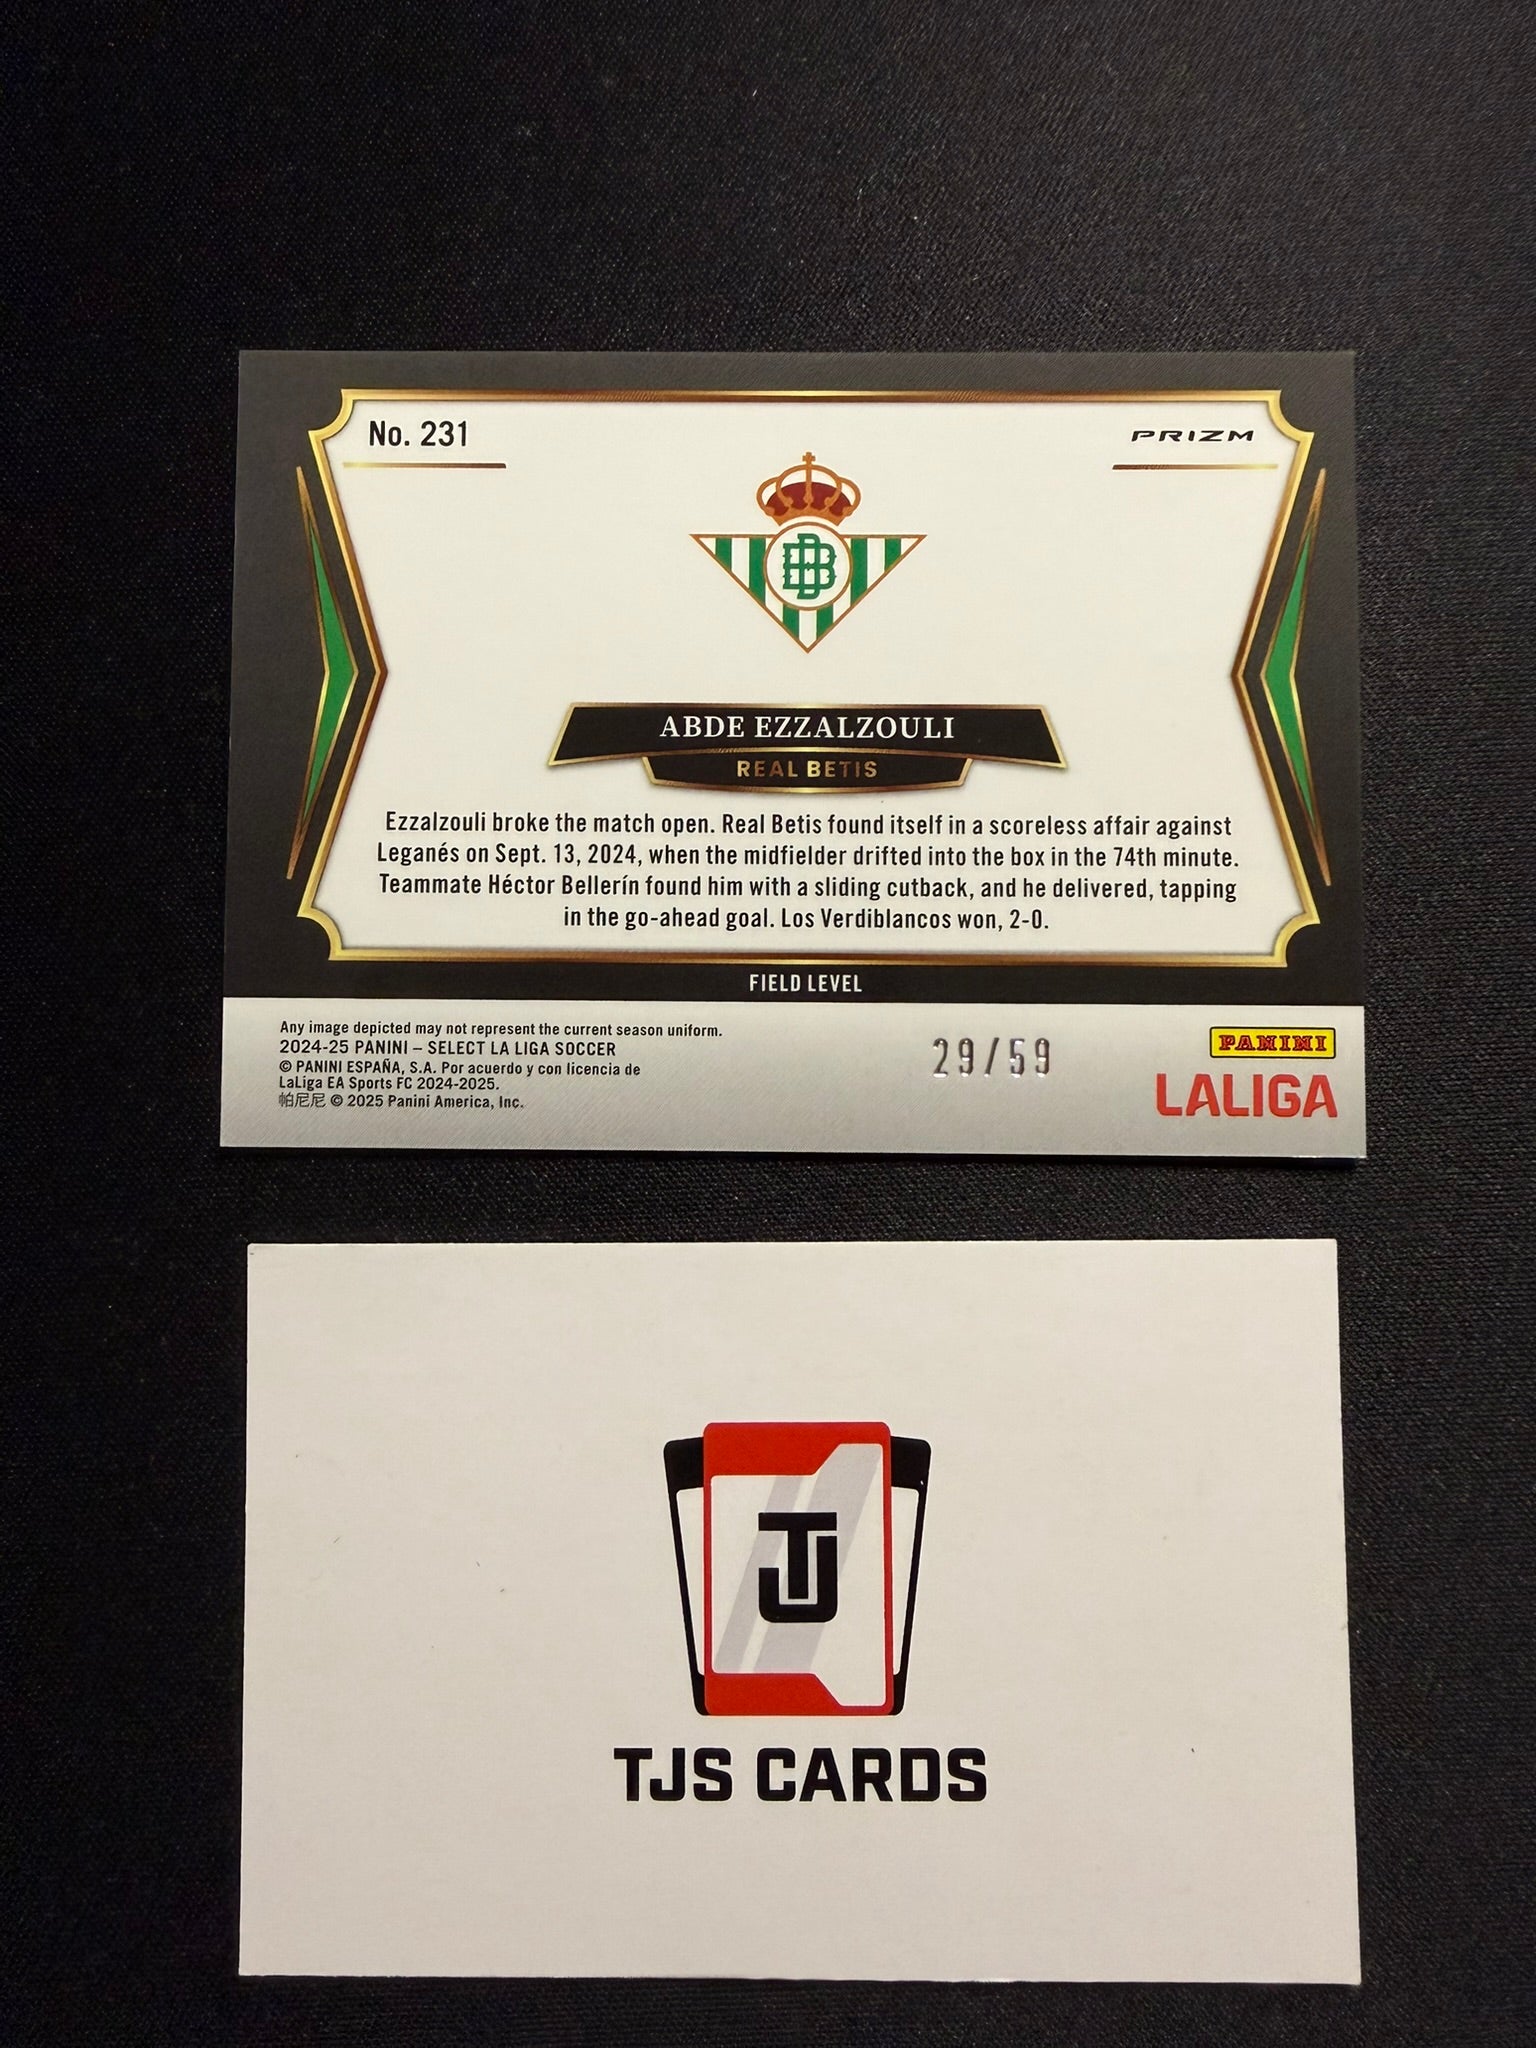 No. 231
PRIZM
ABDE EZZALZOULI
REAL BETIS
Ezzalzouli broke the match open. Real Betis found itself in a scoreless affair against
Leganés on Sept. 13, 2024, when the midfielder drifted into the box in the 74th minute.
Teammate Héctor Bellerín found him with a sliding cutback, and he delivered, tapping
in the go-ahead goal. Los Verdiblancos won, 2-0.
FIELD LEVEL
Any image depicted may not represent the current season uniform.
2024-25 PANINI – SELECT LA LIGA SOCCER
© PANINI ESPAÑA, S.A. Por acuerdo y con licencia de
LaLiga EA Sports FC 2024-2025.
帕尼尼 © 2025 Panini America, Inc.
29/59
PANINI
LALIGA
TJ
TJS CARDS